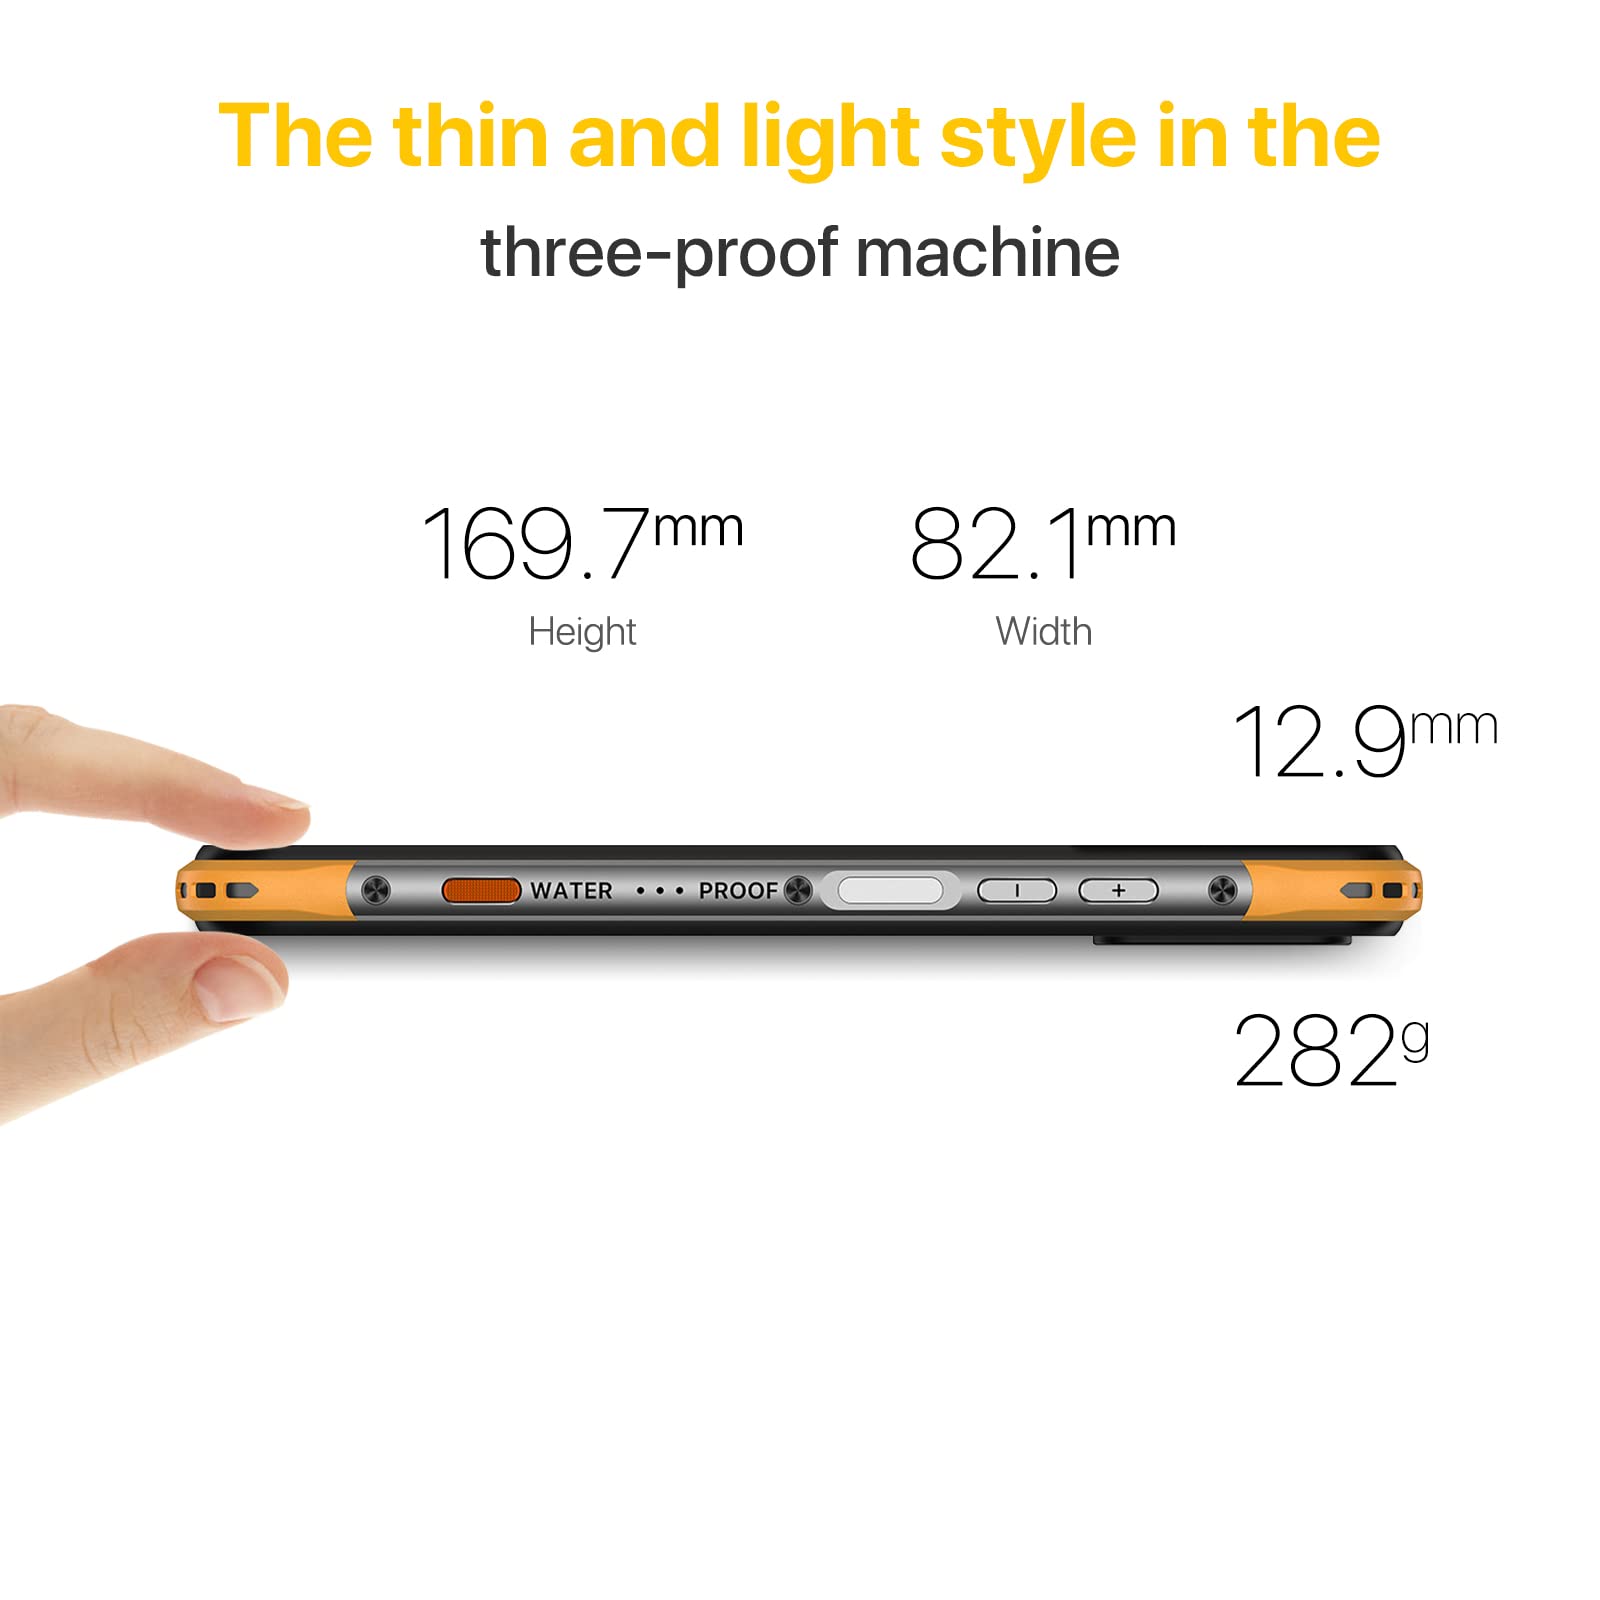 The thin and light style in the
three-proof machine
169.7mm 82.1mm
Height Width
12.9mm
WATER ••• PROOF − +
282g